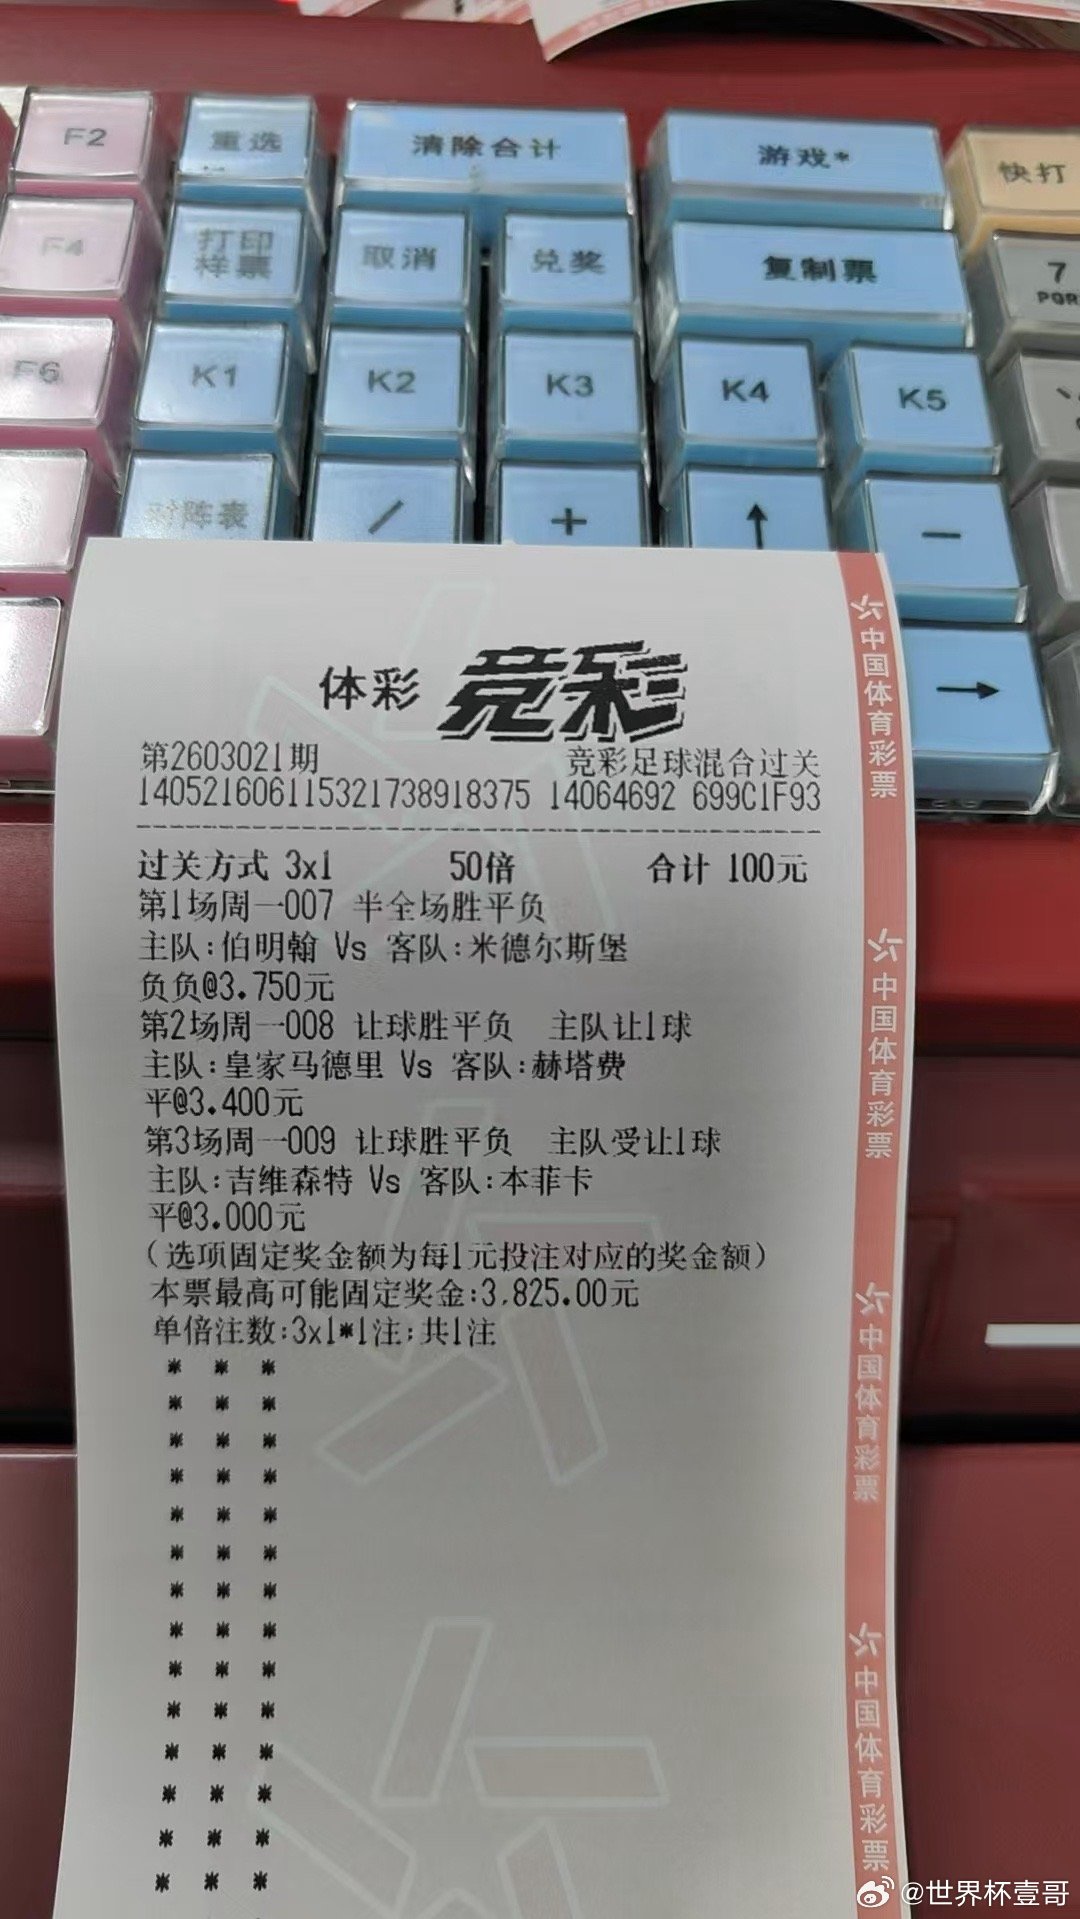 F2
重选
清除合计
游戏*
快打
F4
打印
样票
取消
兑奖
复制票
7
PQR
F6
K1
K2
K3
K4
K5
对阵表
/
+
↑
-
→
体彩 竞彩
第2603021期 竞彩足球混合过关
140521606115321738918375 14064692 699C1F93
过关方式 3x1 50倍 合计 100元
第1场周一007 半全场胜平负
主队:伯明翰 Vs 客队:米德尔斯堡
负负@3.750元
第2场周一008 让球胜平负 主队让1球
主队:皇家马德里 Vs 客队:赫塔费
平@3.400元
第3场周一009 让球胜平负 主队受让1球
主队:吉维森特 Vs 客队:本菲卡
平@3.000元
(选项固定奖金额为每1元投注对应的奖金额)
本票最高可能固定奖金:3,825.00元
单倍注数:3x1*1注;共1注
* * *
* * *
* * *
* * *
* * *
* * *
* * *
* * *
* * *
* * *
* * *
* * *
* * *
* * *
中国体育彩票
中国体育彩票
中国体育彩票
中国体育彩票
@世界杯壹哥